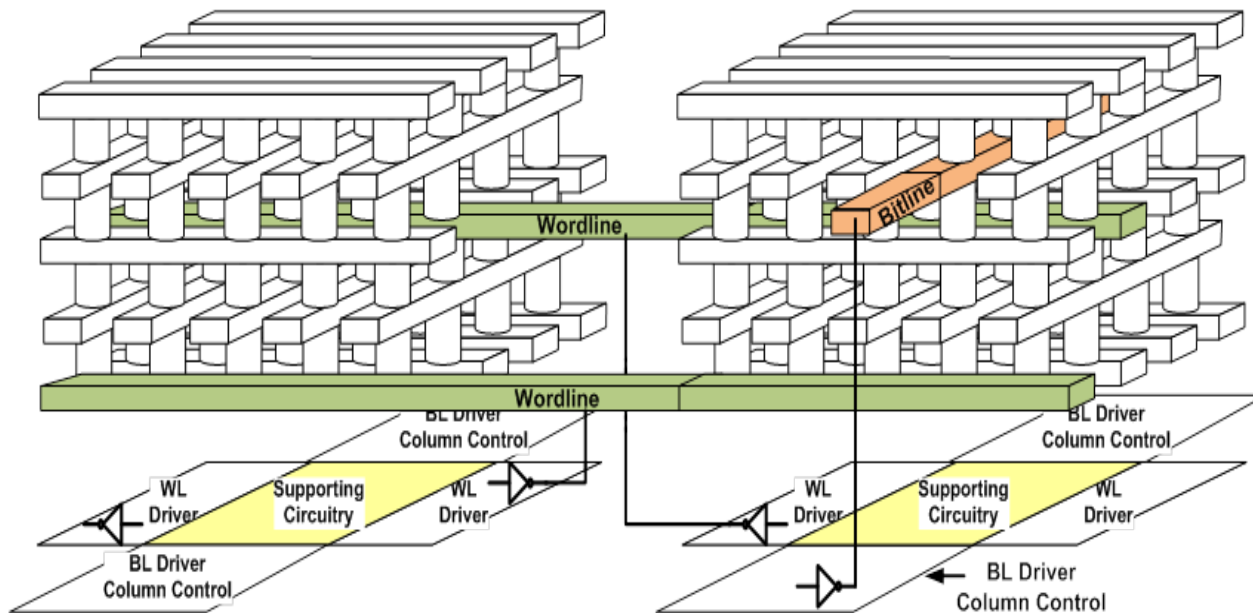 Bitline
Wordline
Wordline
BL Driver
Column Control
BL Driver
Column Control
WL
Driver
Supporting
Circuitry
WL
Driver
WL
Driver
Supporting
Circuitry
WL
Driver
BL Driver
Column Control
BL Driver
Column Control